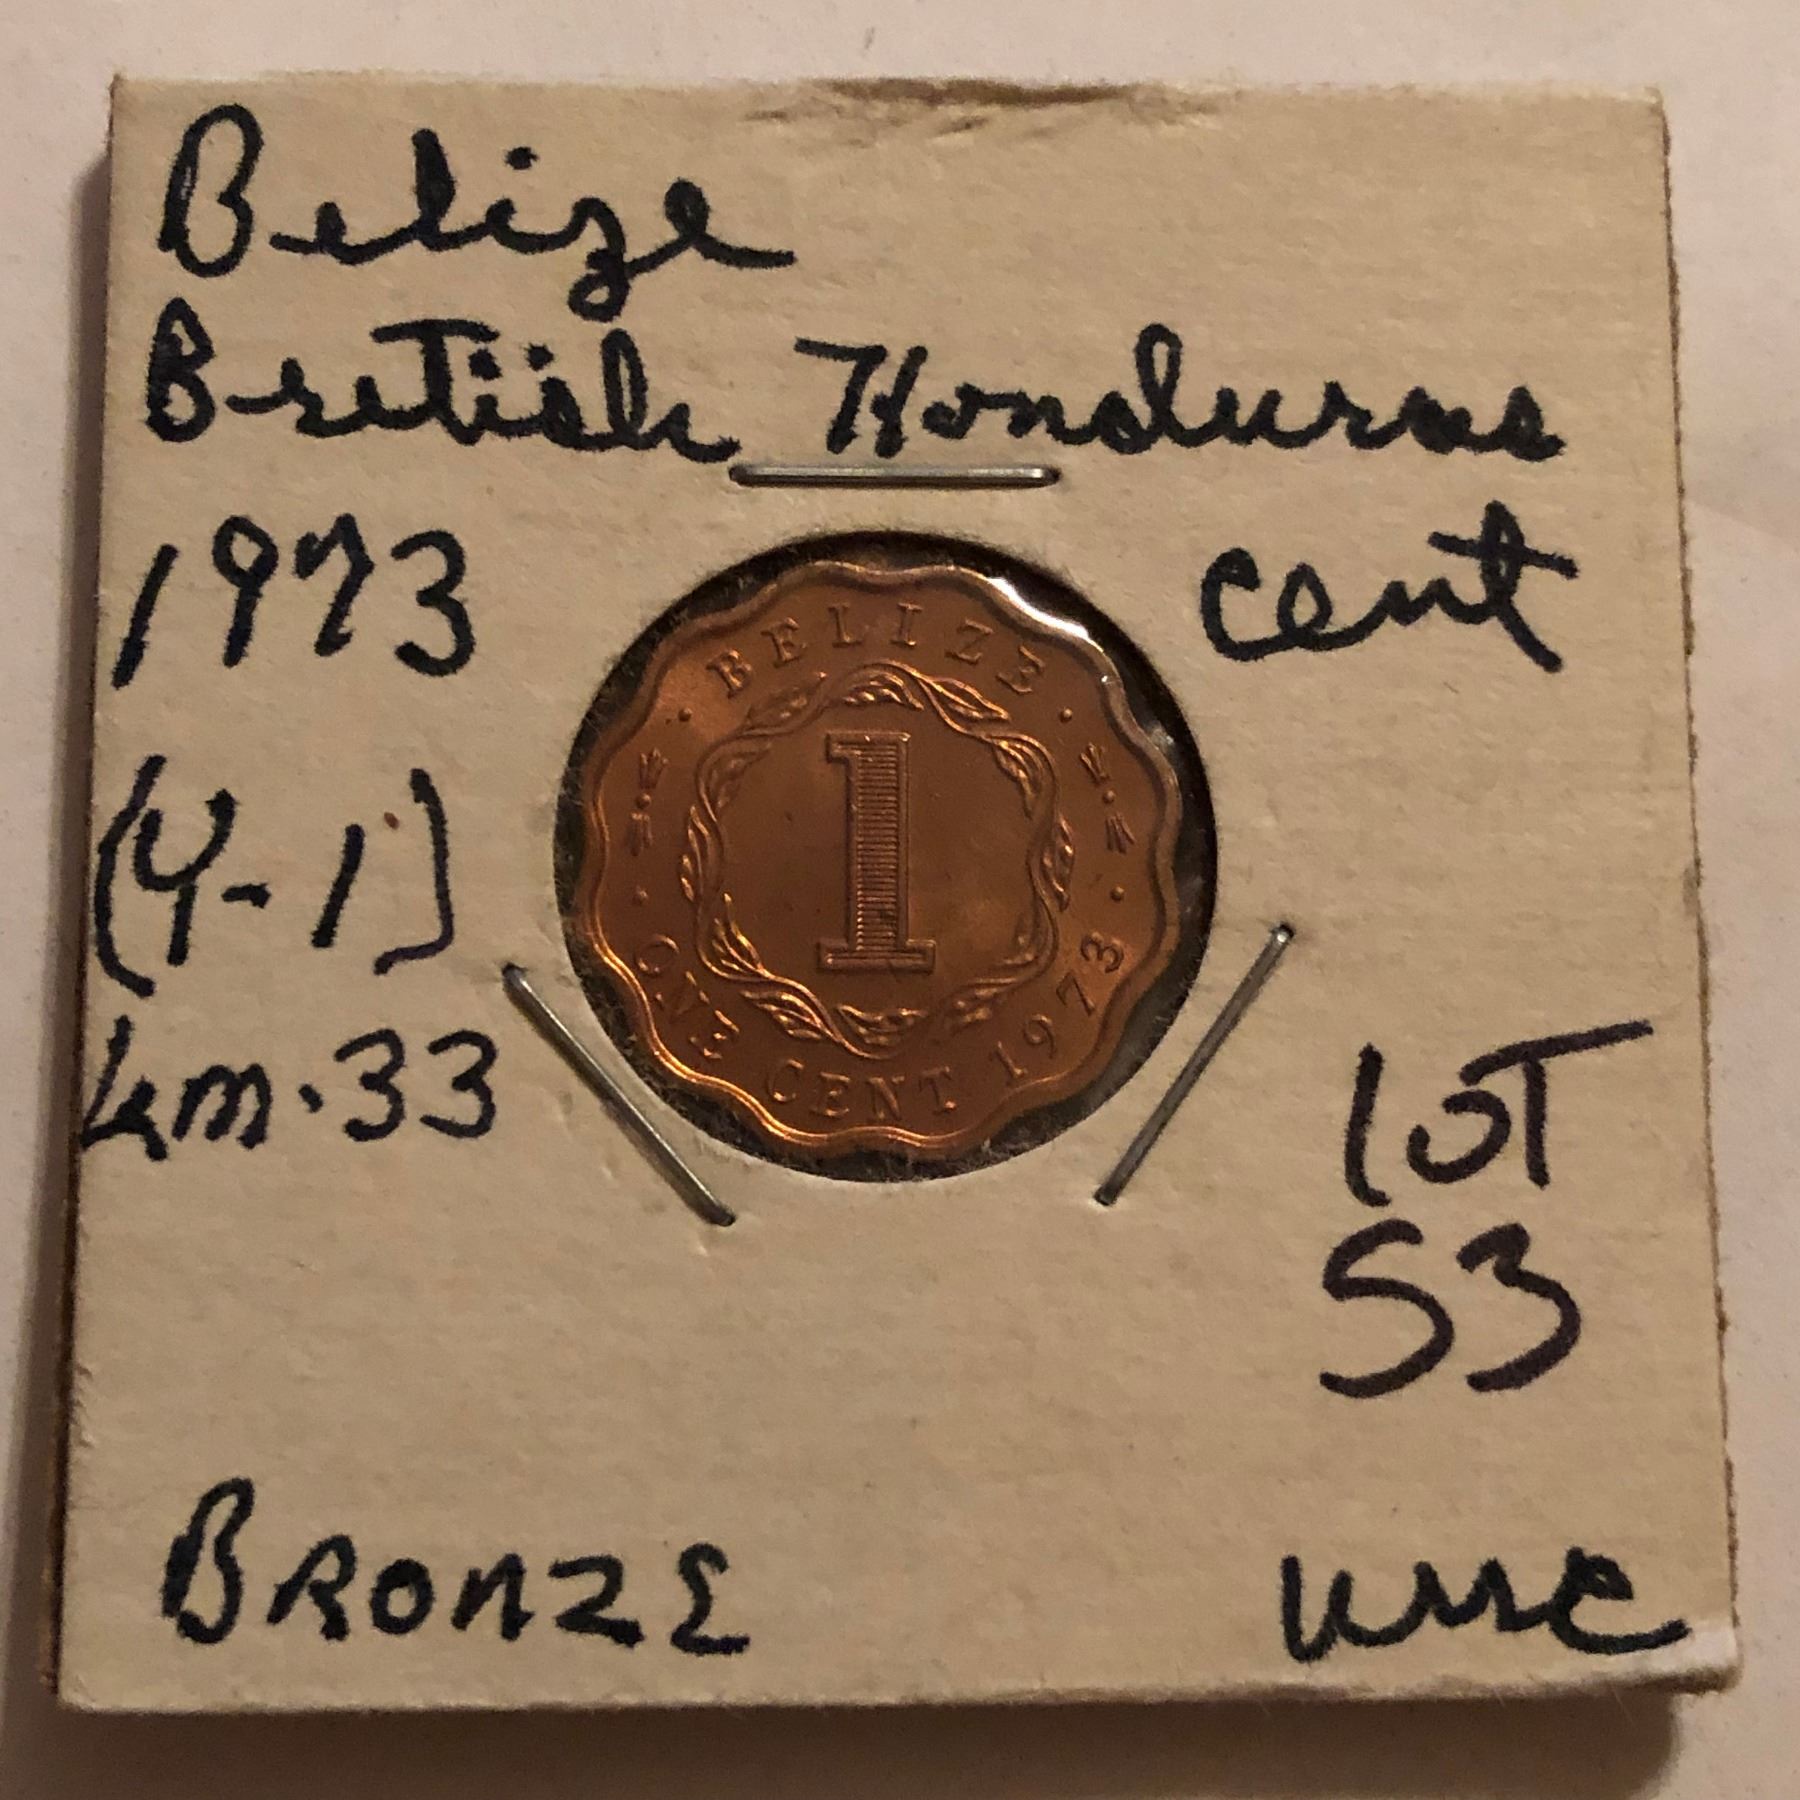 Belize
British Honduras
1973 cent
(Y-1)
km.33
BELIZE
1
ONE CENT 1973
LOT
53
BRONZE unc